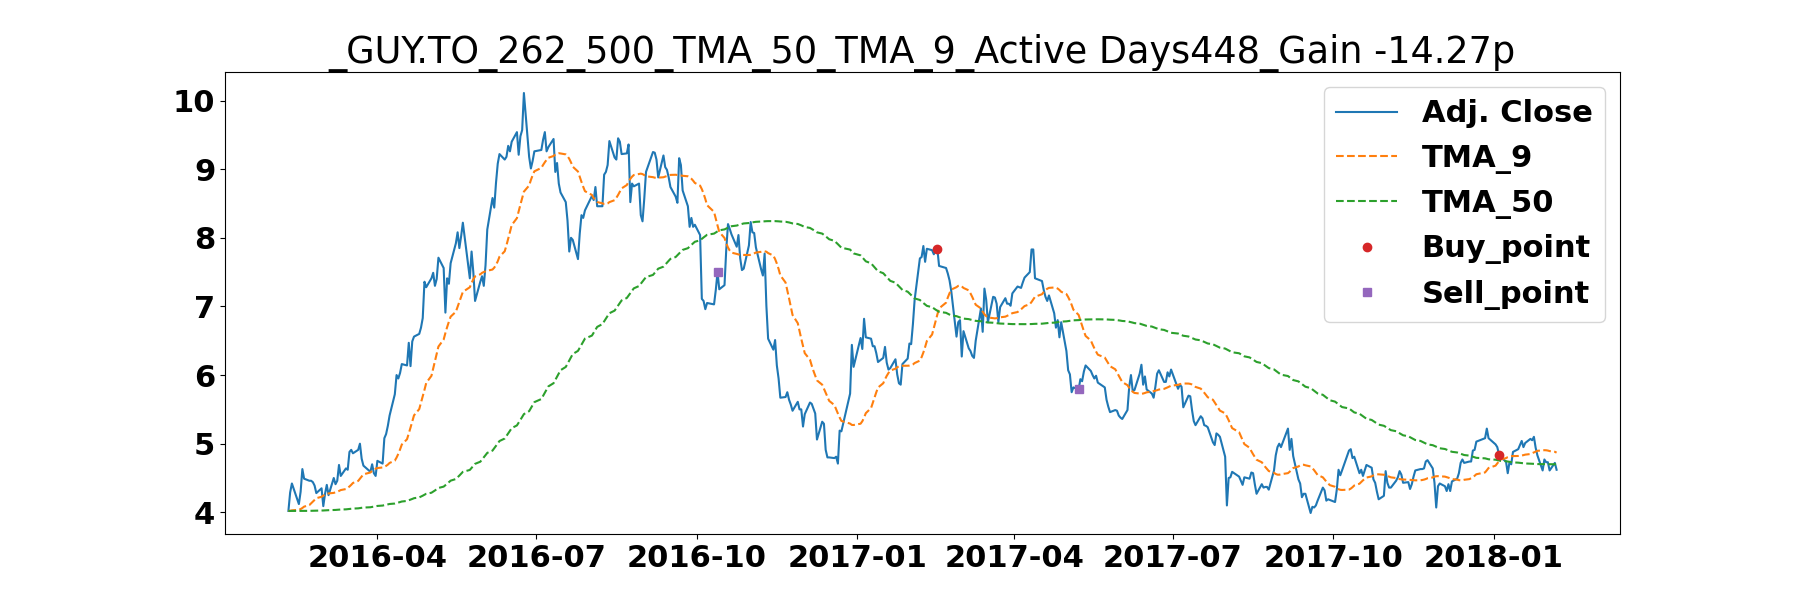 _GUY.TO_262_500_TMA_50_TMA_9_Active Days448_Gain -14.27p
10
9
8
7
6
5
4
Adj. Close
TMA_9
TMA_50
Buy_point
Sell_point
2016-04 2016-07 2016-10 2017-01 2017-04 2017-07 2017-10 2018-01